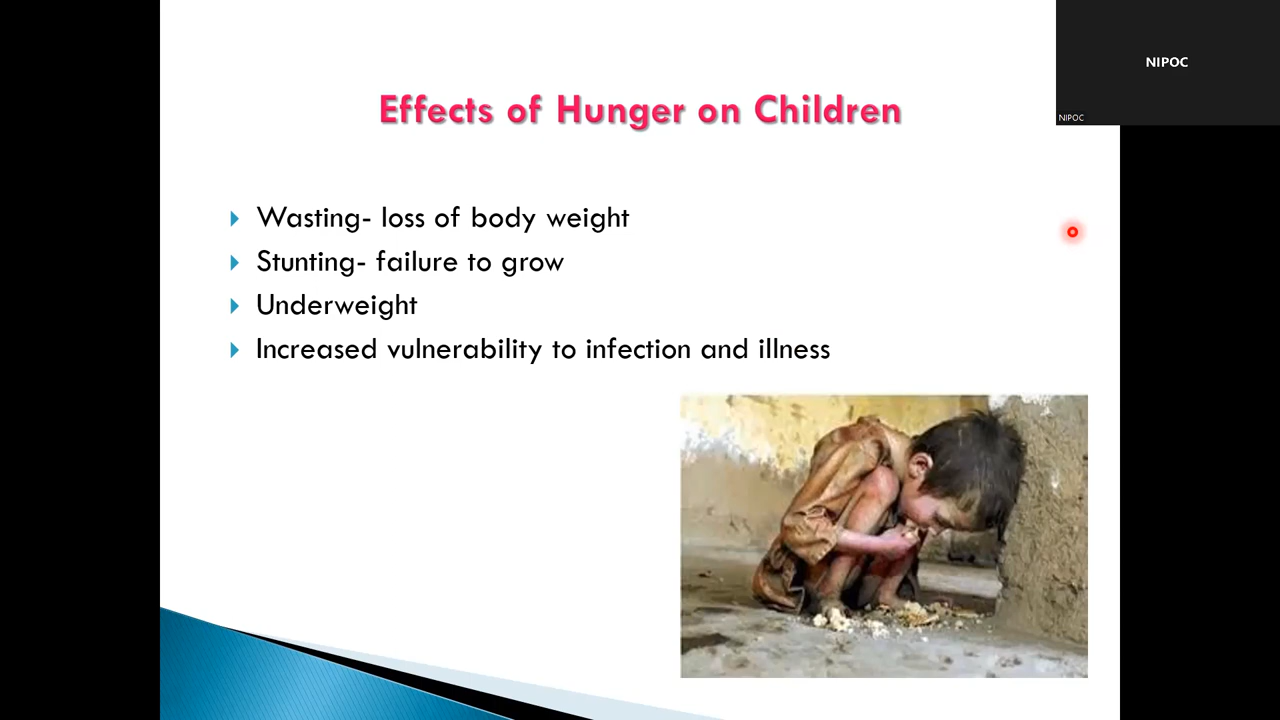 NIPOC
NIPOC
Effects of Hunger on Children
Wasting- loss of body weight
Stunting- failure to grow
Underweight
Increased vulnerability to infection and illness